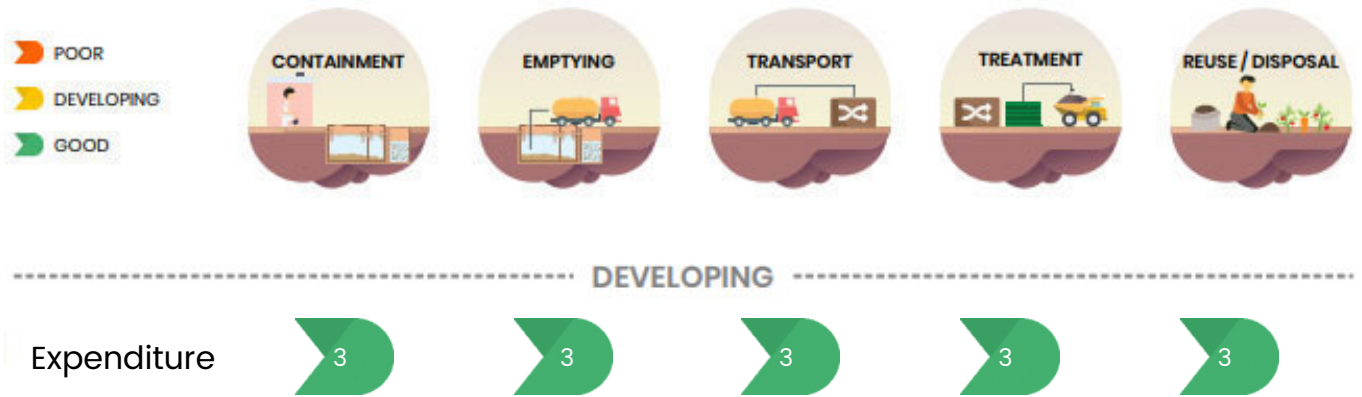 POOR
DEVELOPING
GOOD
CONTAINMENT
EMPTYING
TRANSPORT
TREATMENT
REUSE / DISPOSAL
DEVELOPING
Expenditure 3 3 3 3 3